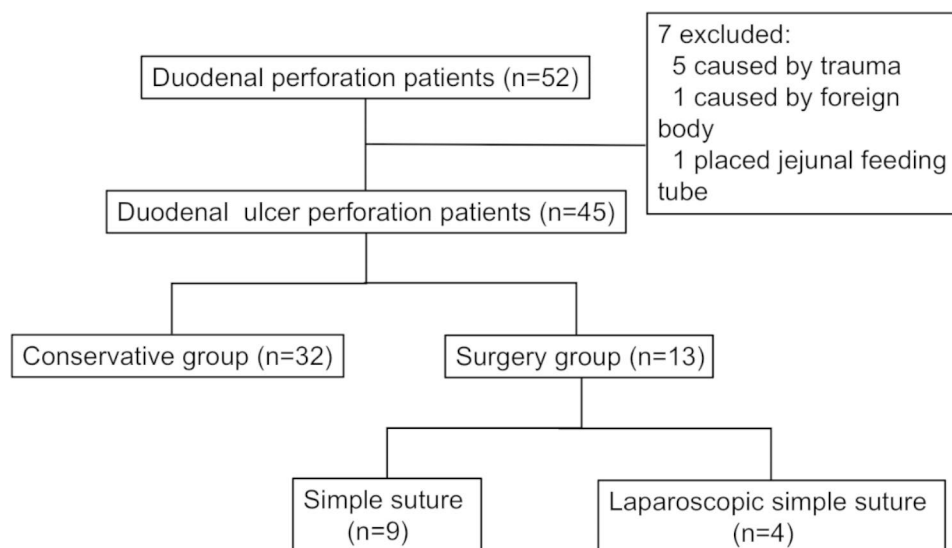 Duodenal perforation patients (n=52)
7 excluded:
5 caused by trauma
1 caused by foreign
body
1 placed jejunal feeding
tube
Duodenal  ulcer perforation patients (n=45)
Conservative group (n=32)
Surgery group (n=13)
Simple suture
(n=9)
Laparoscopic simple suture
(n=4)